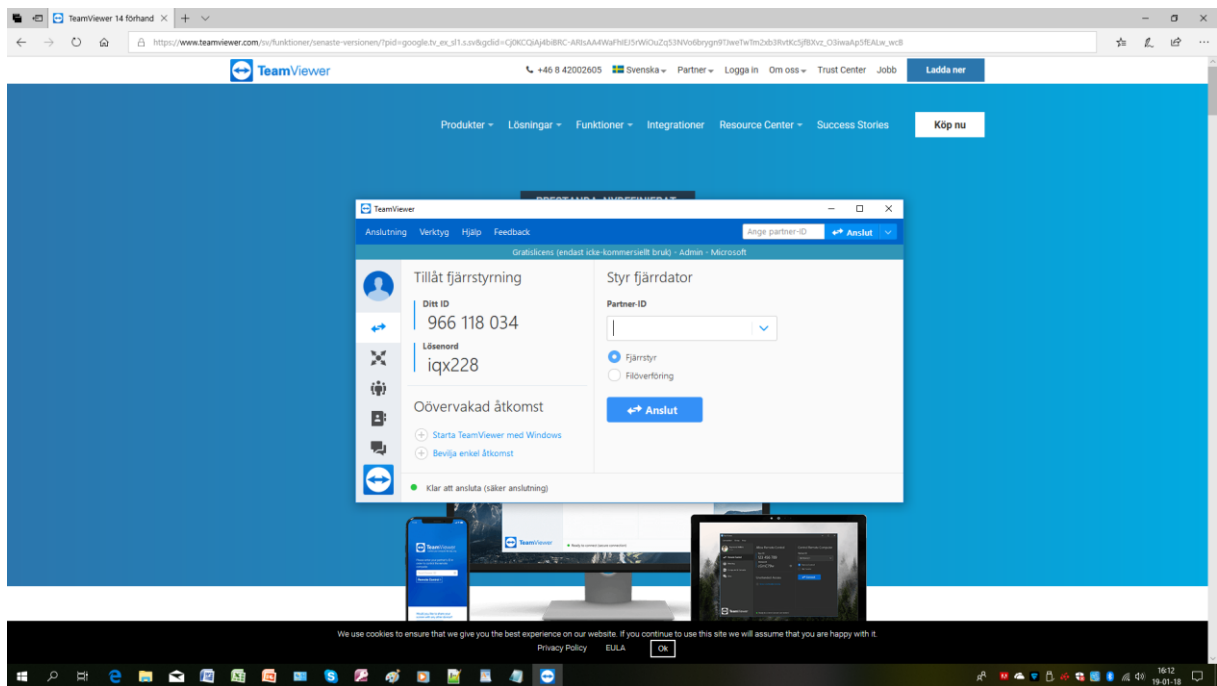 TeamViewer 14 förhand
https://www.teamviewer.com/sv/funktioner/senaste-versionen/?pid=google.tv_ex_sl1.s.sv&gclid=
TeamViewer
+46 8 42002605 Svenska Partner Logga in Om oss Trust Center Jobb Ladda ner
Produkter Lösningar Funktioner Integrationer Resource Center Success Stories Köp nu
TeamViewer
Anslutning Verktyg Hjälp Feedback Ange partner-ID Anslut
Gratislicens (endast icke-kommersiellt bruk) - Admin - Microsoft
Tillåt fjärrstyrning
Ditt ID
966 118 034
Lösenord
iqx228
Oövervakad åtkomst
Starta TeamViewer med Windows
Bevilja enkel åtkomst
Styr fjärrdator
Partner-ID
Fjärrstyr
Filöverföring
Anslut
Klar att ansluta (säker anslutning)
TeamViewer
TeamViewer
We use cookies to ensure that we give you the best experience on our website. If you continue to use this site we will assume that you are happy with it.
Privacy Policy EULA Ok
16:12
19-01-18